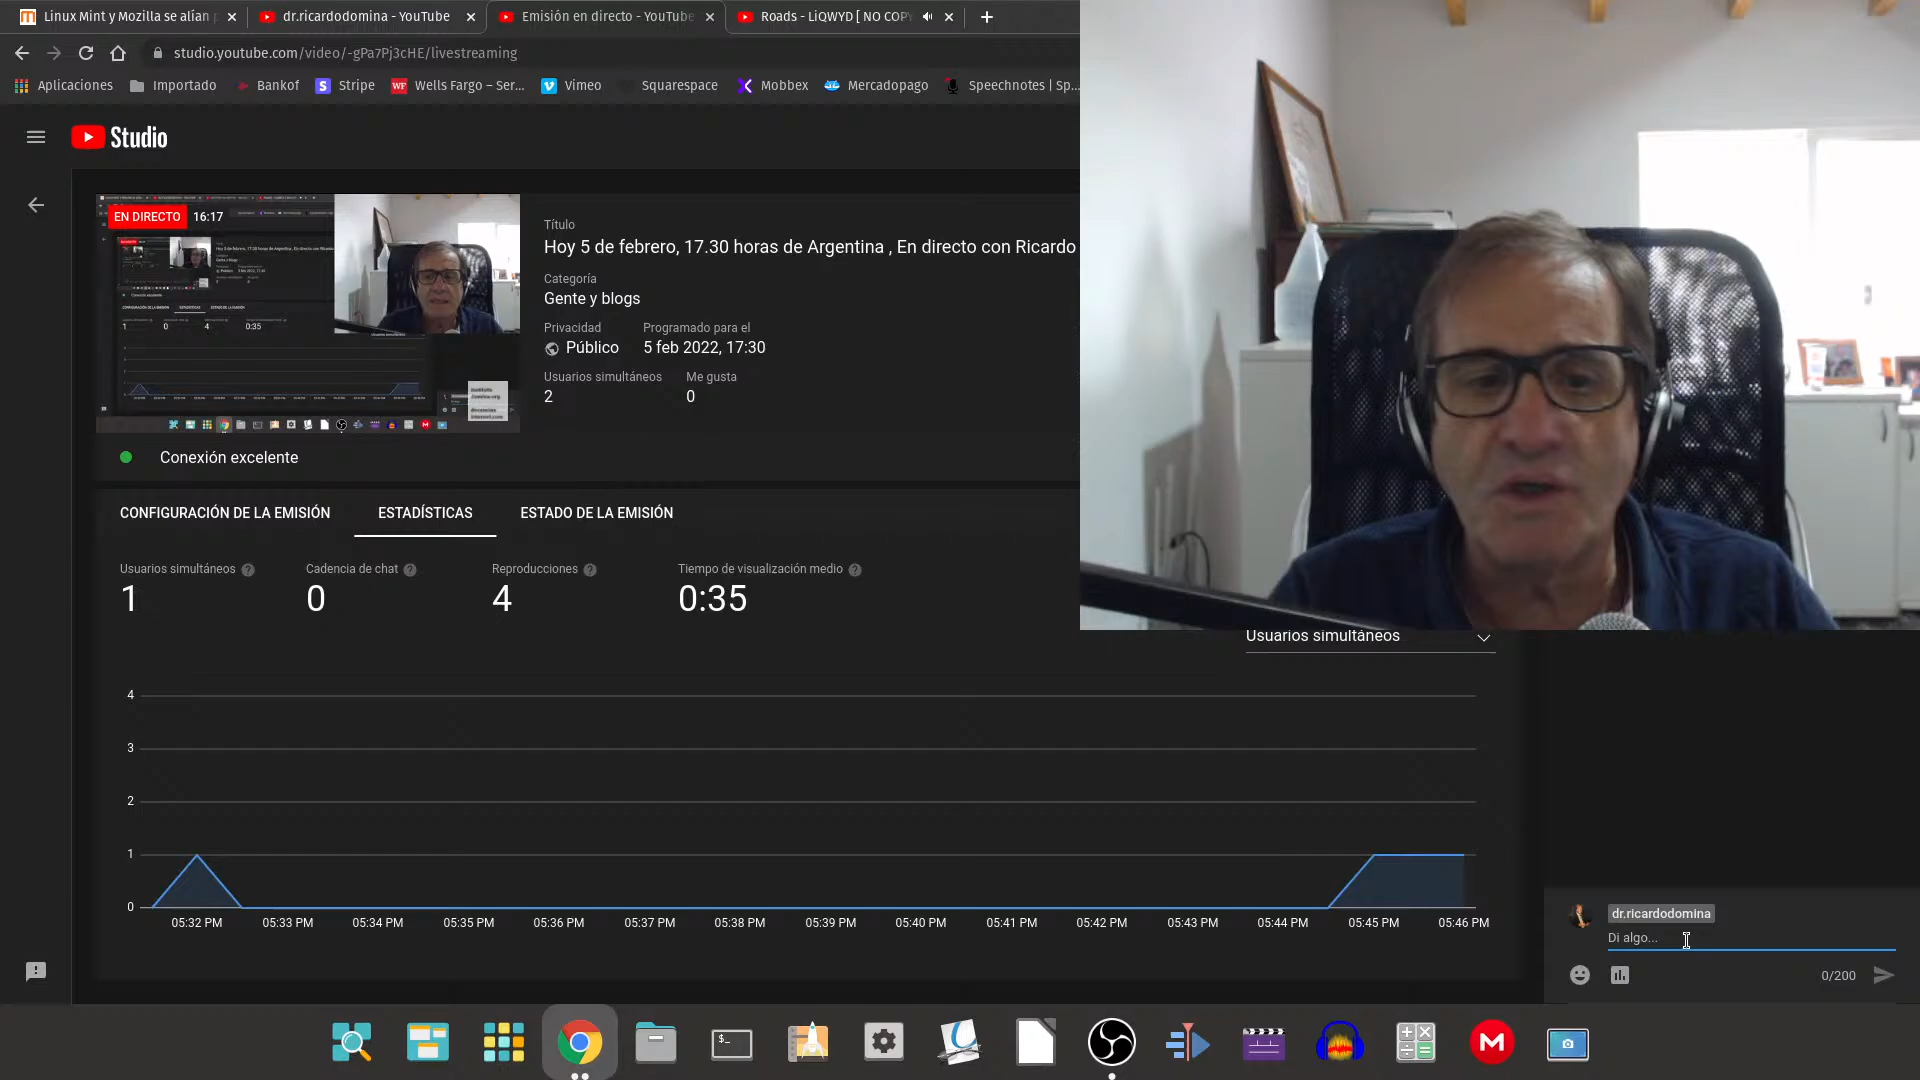 Linux Mint y Mozilla se alían p
dr.ricardodomina - YouTube
Emisión en directo - YouTube
Roads - LiQWYD [ NO COPY
studio.youtube.com/video/-gPa7Pj3cHE/livestreaming
Aplicaciones
Importado
Bankof
Stripe
Wells Fargo – Ser...
Vimeo
Squarespace
Mobbex
Mercadopago
Speechnotes | Sp...
Studio
EN DIRECTO 16:17
Título
Hoy 5 de febrero, 17.30 horas de Argentina , En directo con Ricardo
Categoría
Gente y blogs
Privacidad
Público
Programado para el
5 feb 2022, 17:30
Usuarios simultáneos
2
Me gusta
0
Conexión excelente
CONFIGURACIÓN DE LA EMISIÓN
ESTADÍSTICAS
ESTADO DE LA EMISIÓN
Usuarios simultáneos
1
Cadencia de chat
0
Reproducciones
4
Tiempo de visualización medio
0:35
Usuarios simultáneos
4
3
2
1
0
05:32 PM
05:33 PM
05:34 PM
05:35 PM
05:36 PM
05:37 PM
05:38 PM
05:39 PM
05:40 PM
05:41 PM
05:42 PM
05:43 PM
05:44 PM
05:45 PM
05:46 PM
dr.ricardodomina
Di algo...
0/200